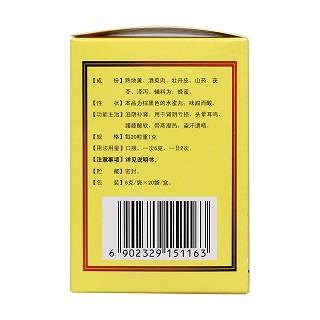 【成　份】熟地黄、酒萸肉、牡丹皮、山药、茯
苓、泽泻。辅料为：蜂蜜。
【性　状】本品为棕黑色的水蜜丸；味甜而酸。
【功能主治】滋阴补肾。用于肾阴亏损，头晕耳鸣，
腰膝酸软，骨蒸潮热，盗汗遗精。
【规　格】每20粒重1克
【用法用量】口服，一次6克，一日2次。
【注意事项】详见说明书。
【贮　藏】密封。
【包　装】6克/袋×20袋/盒。
6 902329 151163